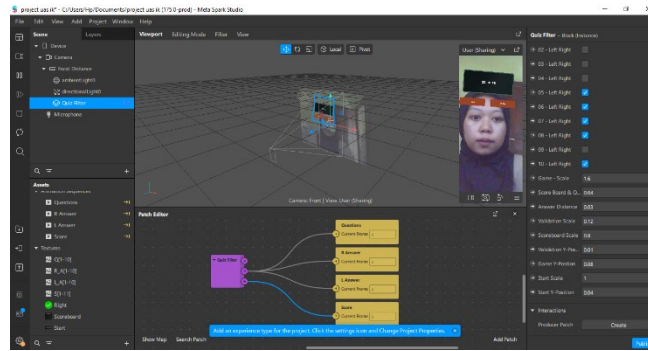 project uas ik* - C:/Users/Hp/Documents/project uas ik (175.0-prod) - Meta Spark Studio
File Edit View Add Project Window Help
Scene
Layers
Device
Camera
Focal Distance
ambientLight0
directionalLight0
Quiz Filter
Microphone
Assets
Animation Sequences
Questions
R Answer
L Answer
Score
Textures
Q[1-10]
R_A[1-10]
L_A[1-10]
S[1-11]
Right
Scoreboard
Start
Viewport Editing Mode Filter View
Local Pivot
User (Sharing)
Camera: Front | View: User (Sharing)
Patch Editor
Quiz Filter
Questions
Current Frame
R Answer
Current Frame
L Answer
Current Frame
Score
Current Frame
Add an experience type for the project. Click the settings icon and Change Project Properties.
Show Map Search Patch
Add Patch
Quiz Filter - Block (Instance)
02 - Left Right
03 - Left Right
04 - Left Right
05 - Left Right
06 - Left Right
07 - Left Right
08 - Left Right
09 - Left Right
10 - Left Right
Game - Scale 1.6
Score Board & Q.. 0.04
Answer Distance 0.03
Validation Scale 0.12
Scoreboard Scale 0.8
Validation Y-Pos.. 0.01
Game Y-Position 0.08
Start Scale 1
Start Y-Position 0.04
Interactions
Producer Patch Create